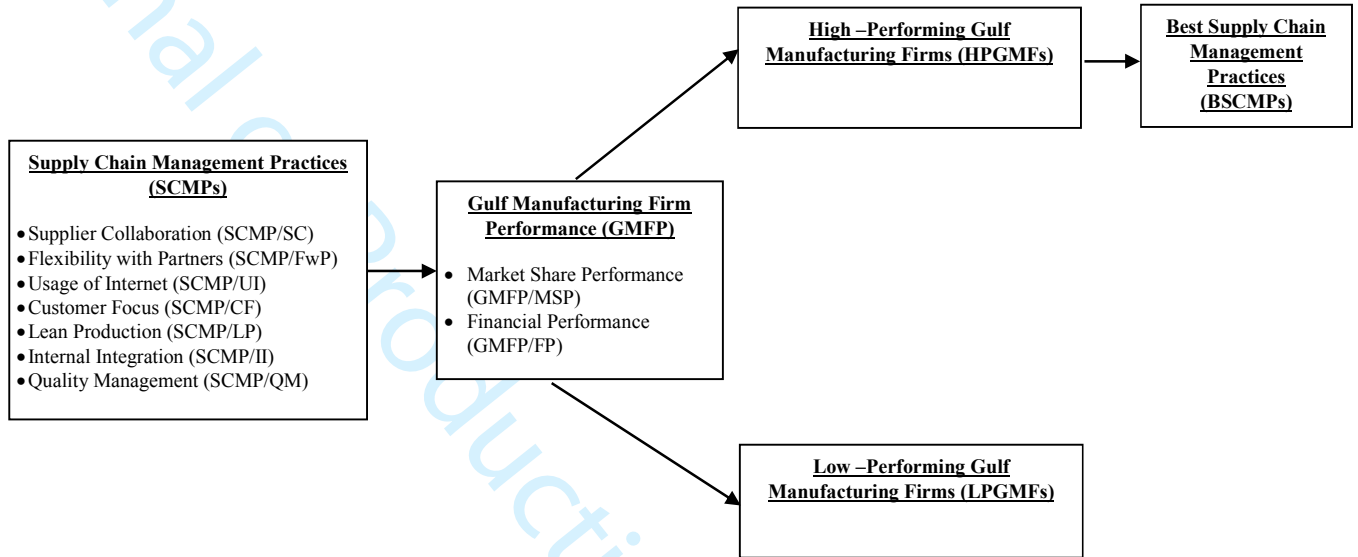 Supply Chain Management Practices
(SCMPs)
•Supplier Collaboration (SCMP/SC)
•Flexibility with Partners (SCMP/FwP)
•Usage of Internet (SCMP/UI)
•Customer Focus (SCMP/CF)
•Lean Production (SCMP/LP)
•Internal Integration (SCMP/II)
•Quality Management (SCMP/QM)
Gulf Manufacturing Firm
Performance (GMFP)
• Market Share Performance
(GMFP/MSP)
• Financial Performance
(GMFP/FP)
High –Performing Gulf
Manufacturing Firms (HPGMFs)
Best Supply Chain
Management
Practices
(BSCMPs)
Low –Performing Gulf
Manufacturing Firms (LPGMFs)